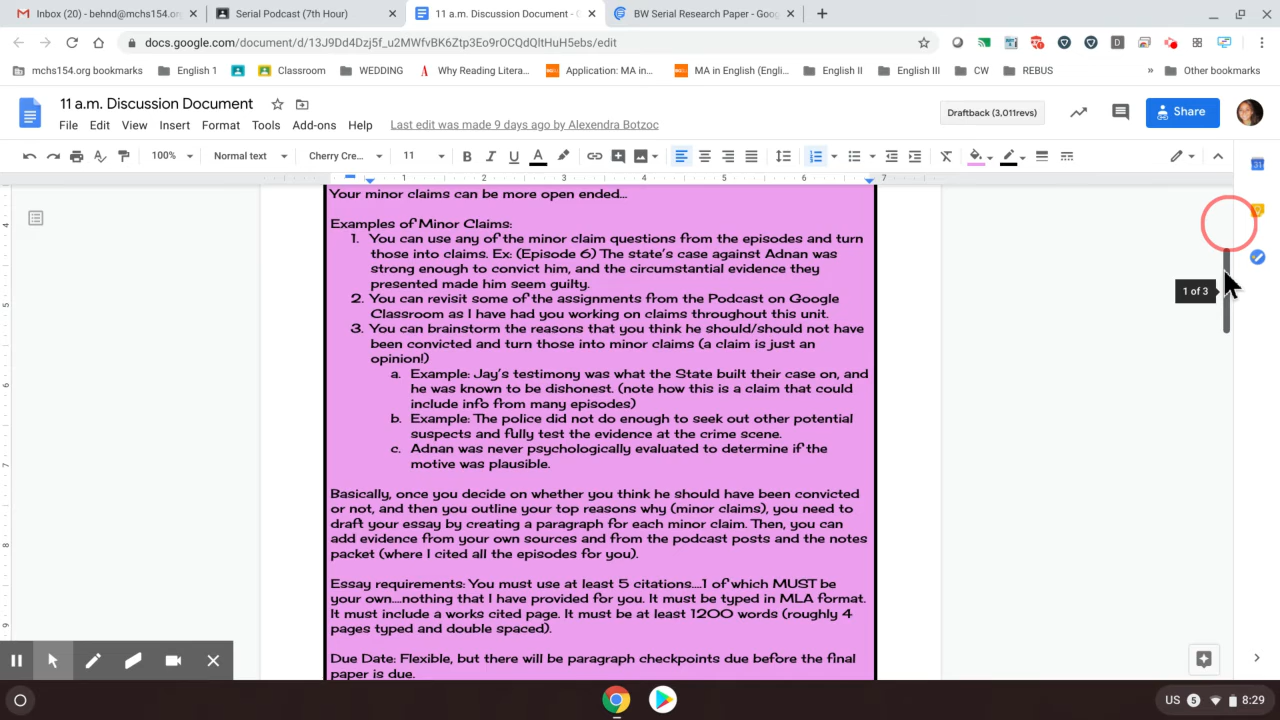 Inbox (20) - behnd@mchs154.org
Serial Podcast (7th Hour)
11 a.m. Discussion Document -
BW Serial Research Paper - Goog
docs.google.com/document/d/13J9Dd4Dzj5f_u2MWfvBK6Ztp3Eo9rOCQdQltHuH5ebs/edit
mchs154.org bookmarks
English 1
Classroom
WEDDING
Why Reading Litera...
Application: MA in...
MA in English (Engli...
English II
English III
CW
REBUS
» Other bookmarks
11 a.m. Discussion Document
File Edit View Insert Format Tools Add-ons Help
Last edit was made 9 days ago by Alexendra Botzoc
Draftback (3,011revs)
Share
100% Normal text Cherry Cre... 11 B I U A
31
1 2 3 4 5 6 7
4
5
6
7
8
9
Your minor claims can be more open ended...
Examples of Minor Claims:
1. You can use any of the minor claim questions from the episodes and turn
those into claims. Ex: (Episode 6) The state's case against Adnan was
strong enough to convict him, and the circumstantial evidence they
presented made him seem guilty.
2. You can revisit some of the assignments from the Podcast on Google
Classroom as I have had you working on claims throughout this unit.
3. You can brainstorm the reasons that you think he should/should not have
been convicted and turn those into minor claims (a claim is just an
opinion!)
a. Example: Jay's testimony was what the State built their case on, and
he was known to be dishonest. (note how this is a claim that could
include info from many episodes)
b. Example: The police did not do enough to seek out other potential
suspects and fully test the evidence at the crime scene.
c. Adnan was never psychologically evaluated to determine if the
motive was plausible.
Basically, once you decide on whether you think he should have been convicted
or not, and then you outline your top reasons why (minor claims), you need to
draft your essay by creating a paragraph for each minor claim. Then, you can
add evidence from your own sources and from the podcast posts and the notes
packet (where I cited all the episodes for you).
Essay requirements: You must use at least 5 citations....1 of which MUST be
your own....nothing that I have provided for you. It must be typed in MLA format.
It must include a works cited page. It must be at least 1200 words (roughly 4
pages typed and double spaced).
Due Date: Flexible, but there will be paragraph checkpoints due before the final
paper is due.
1 of 3
US 5 8:29